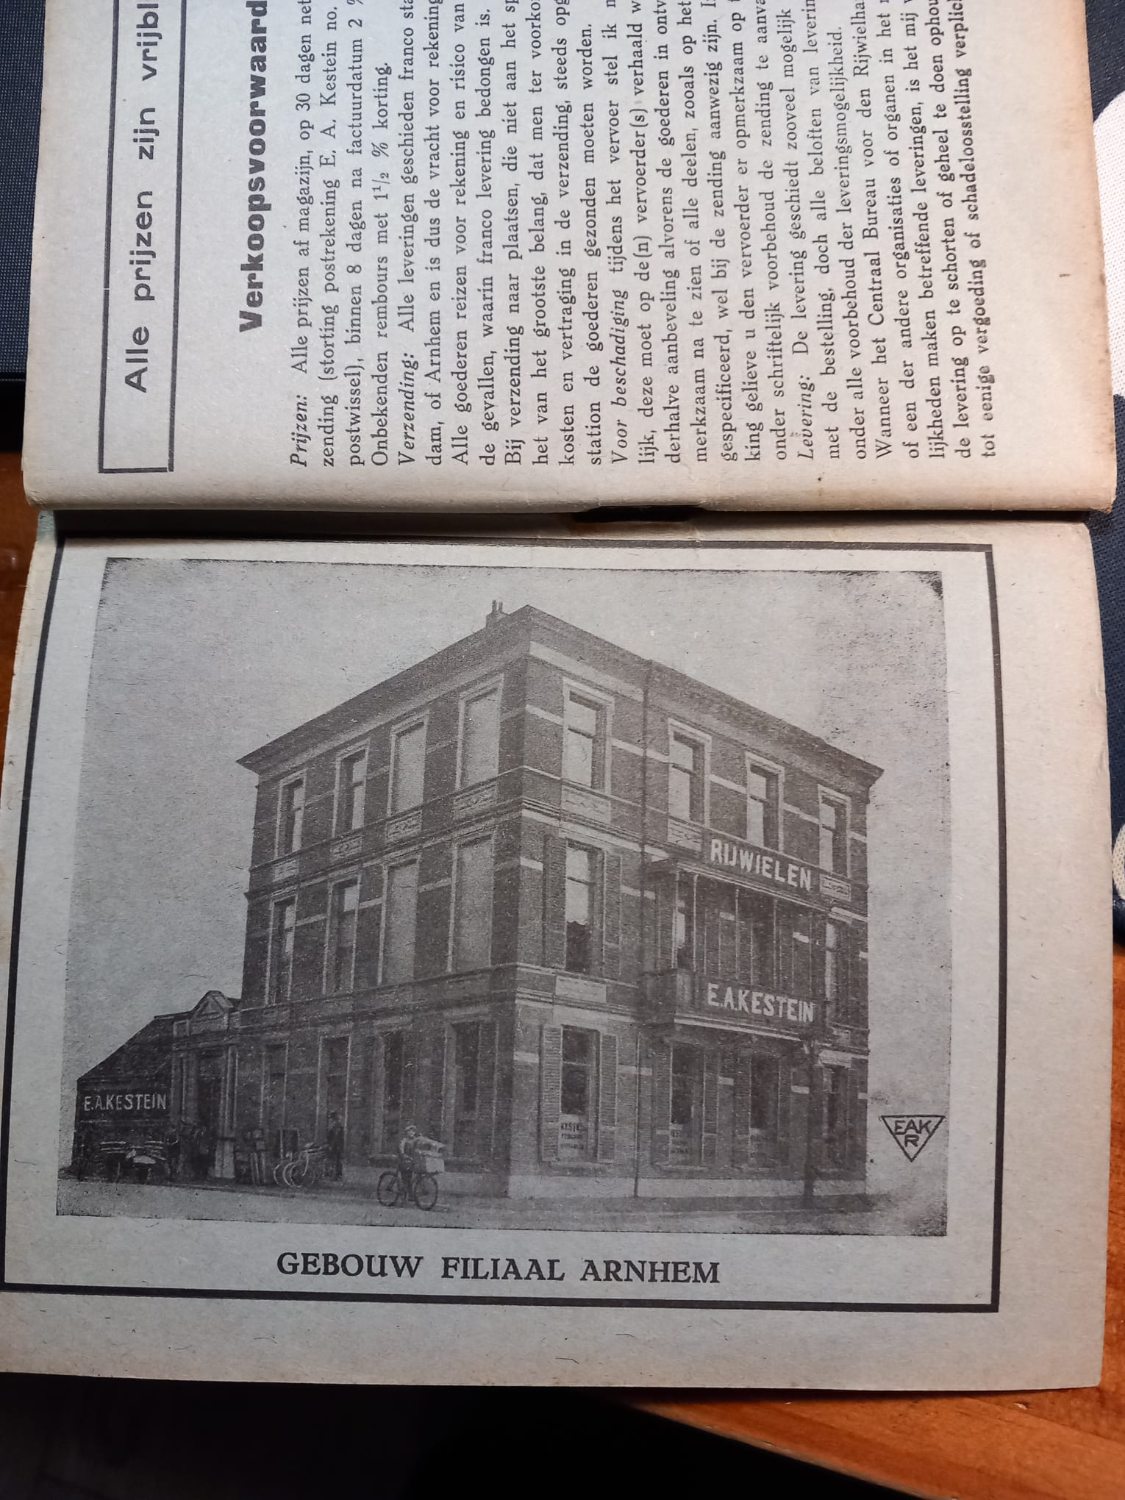 Alle prijzen zijn vrijbl
Verkoopsvoorwaard
Prijzen: Alle prijzen af magazijn, op 30 dagen net
zending (storting postrekening E. A. Kestein no.
postwissel), binnen 8 dagen na factuurdatum 2 %
Onbekenden rembours met 1½ % korting.
Verzending: Alle leveringen geschieden franco sta
dam, of Arnhem en is dus de vracht voor rekening
Alle goederen reizen voor rekening en risico van
de gevallen, waarin franco levering bedongen is.
Bij verzending naar plaatsen, die niet aan het sp
het van het grootste belang, dat men ter voorko
kosten en vertraging in de verzending, steeds opg
station de goederen gezonden moeten worden.
Voor beschadiging tijdens het vervoer stel ik m
lijk, deze moet op de(n) vervoerder(s) verhaald w
derhalve aanbeveling alvorens de goederen in ontv
merkzaam na te zien of alle delen, zooals op het
gespecificeerd, wel bij de zending aanwezig zijn. I
king gelieve u den vervoerder er opmerkzaam op
onder schriftelijk voorbehoud de zending te aanva
Levering: De levering geschiedt zooveel mogelijk
met de bestelling, doch alle beloften van leverin
onder alle voorbehoud der leveringsmogelijkheid.
Wanneer het Centraal Bureau voor den Rijwielha
of een der andere organisaties of organen in het
lijkheden maken betreffende leveringen, is het mij
de levering op te schorten of geheel te doen ophou
tot eenige vergoeding of schadeloosstelling verplic
RIJWIELEN
E.A.KESTEIN
E.A.KESTEIN
EAK
R
GEBOUW FILIAAL ARNHEM